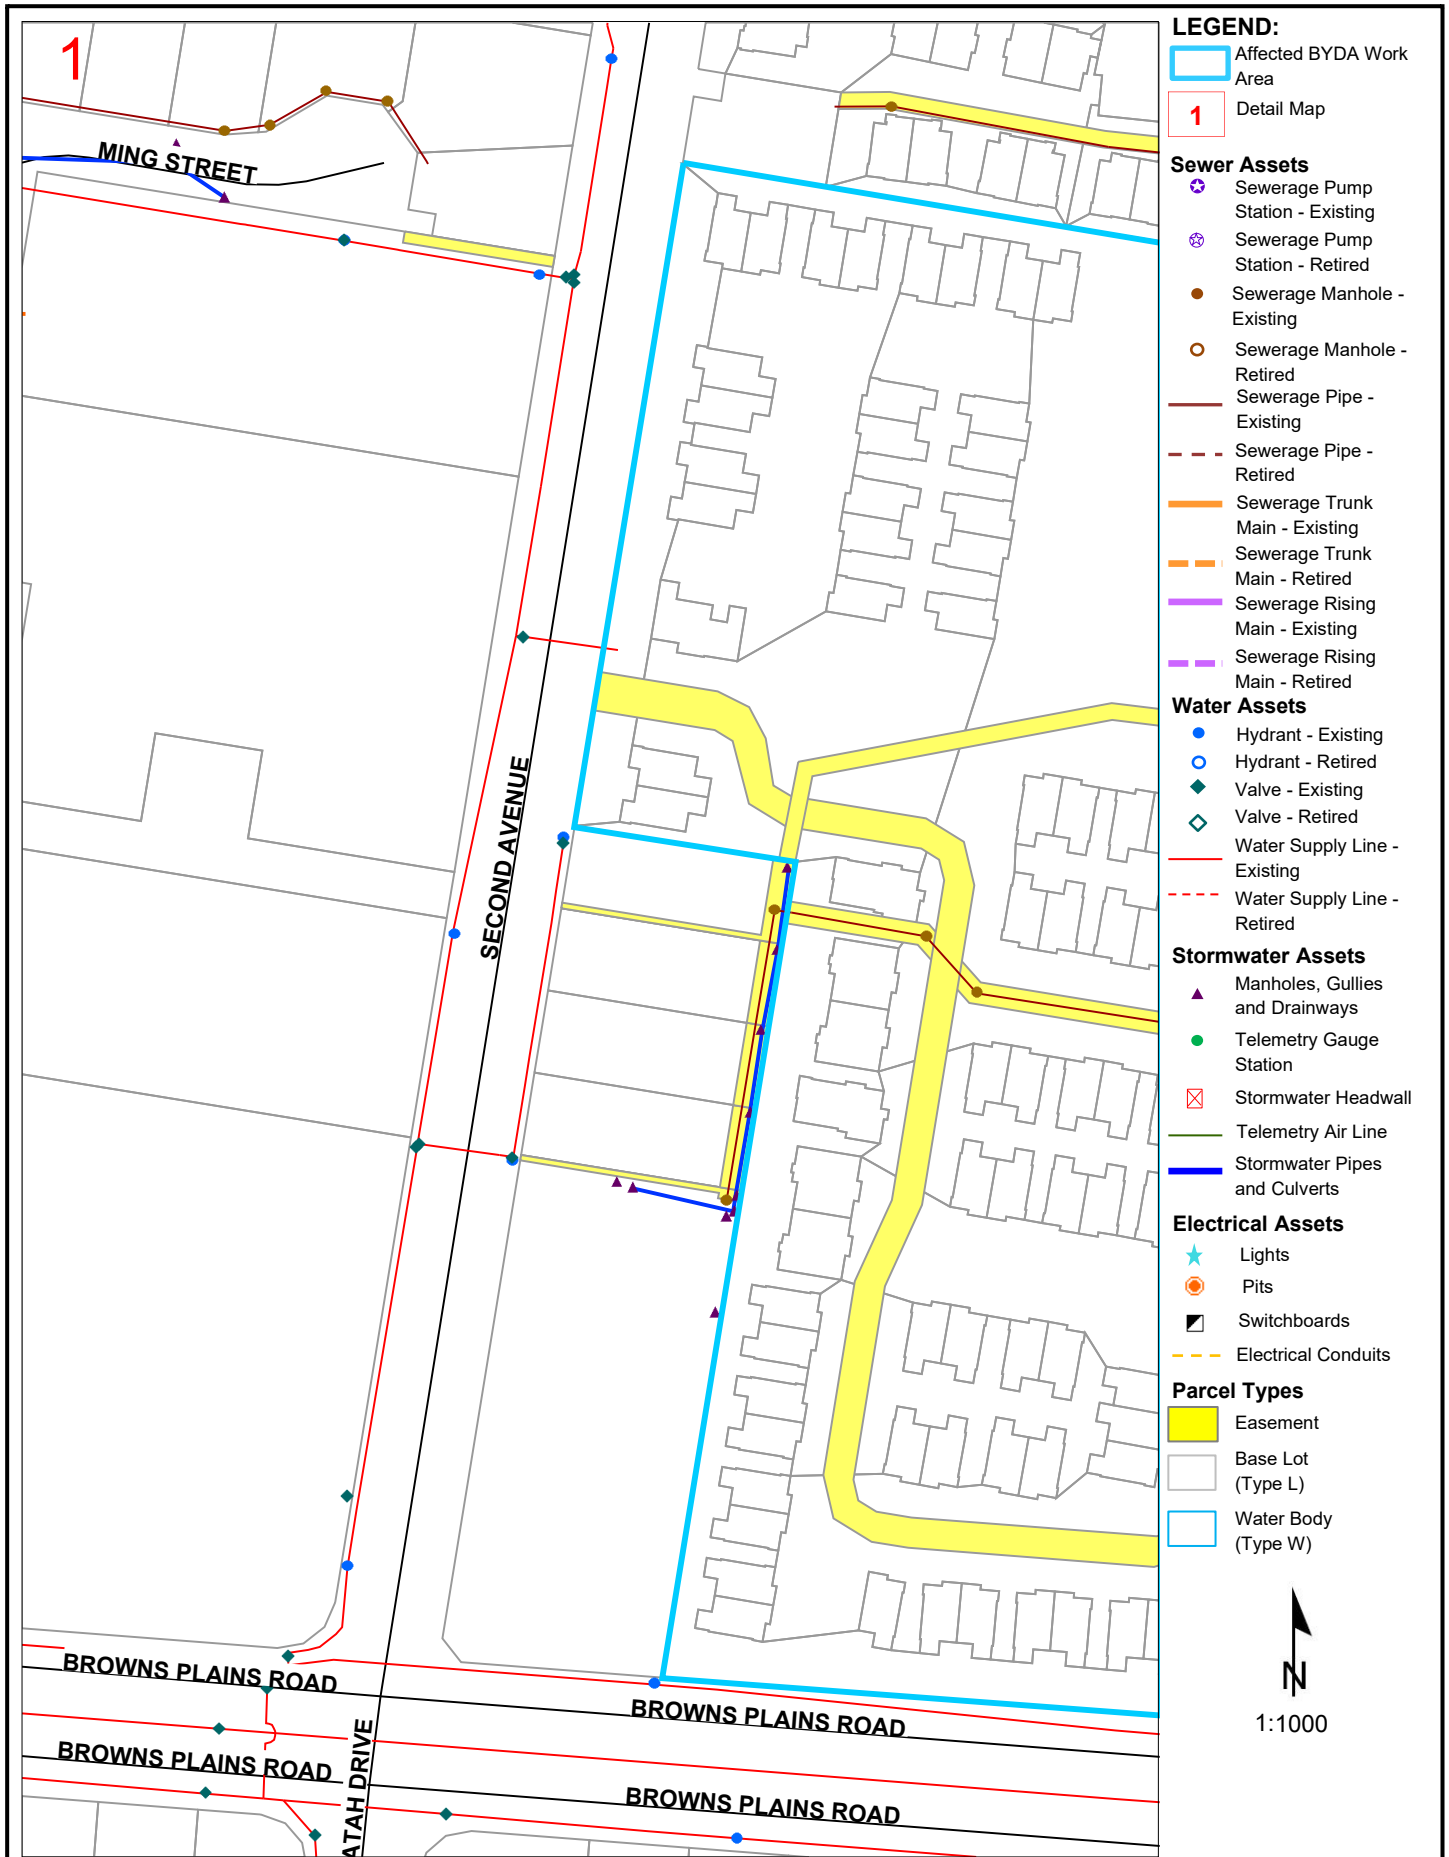 1
MING STREET
SECOND AVENUE
BROWNS PLAINS ROAD
BROWNS PLAINS ROAD
BROWNS PLAINS ROAD
BROWNS PLAINS ROAD
ATAH DRIVE
LEGEND:
Affected BYDA Work
Area
1
Detail Map
Sewer Assets
Sewerage Pump
Station - Existing
Sewerage Pump
Station - Retired
Sewerage Manhole -
Existing
Sewerage Manhole -
Retired
Sewerage Pipe -
Existing
Sewerage Pipe -
Retired
Sewerage Trunk
Main - Existing
Sewerage Trunk
Main - Retired
Sewerage Rising
Main - Existing
Sewerage Rising
Main - Retired
Water Assets
Hydrant - Existing
Hydrant - Retired
Valve - Existing
Valve - Retired
Water Supply Line -
Existing
Water Supply Line -
Retired
Stormwater Assets
Manholes, Gullies
and Drainways
Telemetry Gauge
Station
Stormwater Headwall
Telemetry Air Line
Stormwater Pipes
and Culverts
Electrical Assets
Lights
Pits
Switchboards
Electrical Conduits
Parcel Types
Easement
Base Lot
(Type L)
Water Body
(Type W)
N
1:1000